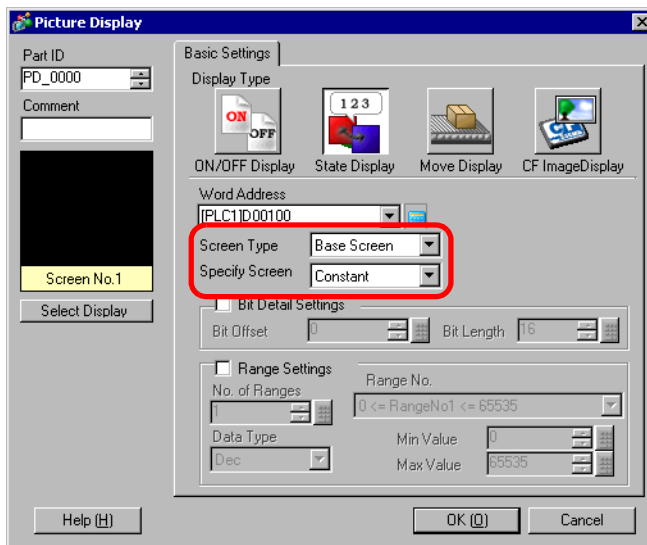 Picture Display
Part ID
PD_0000
Comment
Screen No.1
Select Display
Basic Settings
Display Type
ON
OFF
1 2 3
ON/OFF Display
State Display
Move Display
CF ImageDisplay
Word Address
[PLC1]D00100
Screen Type
Base Screen
Specify Screen
Constant
Bit Detail Settings
Bit Offset
0
Bit Length
16
Range Settings
No. of Ranges
1
Range No.
0 <= RangeNo1 <= 65535
Data Type
Dec
Min Value
0
Max Value
65535
Help (H)
OK (O)
Cancel